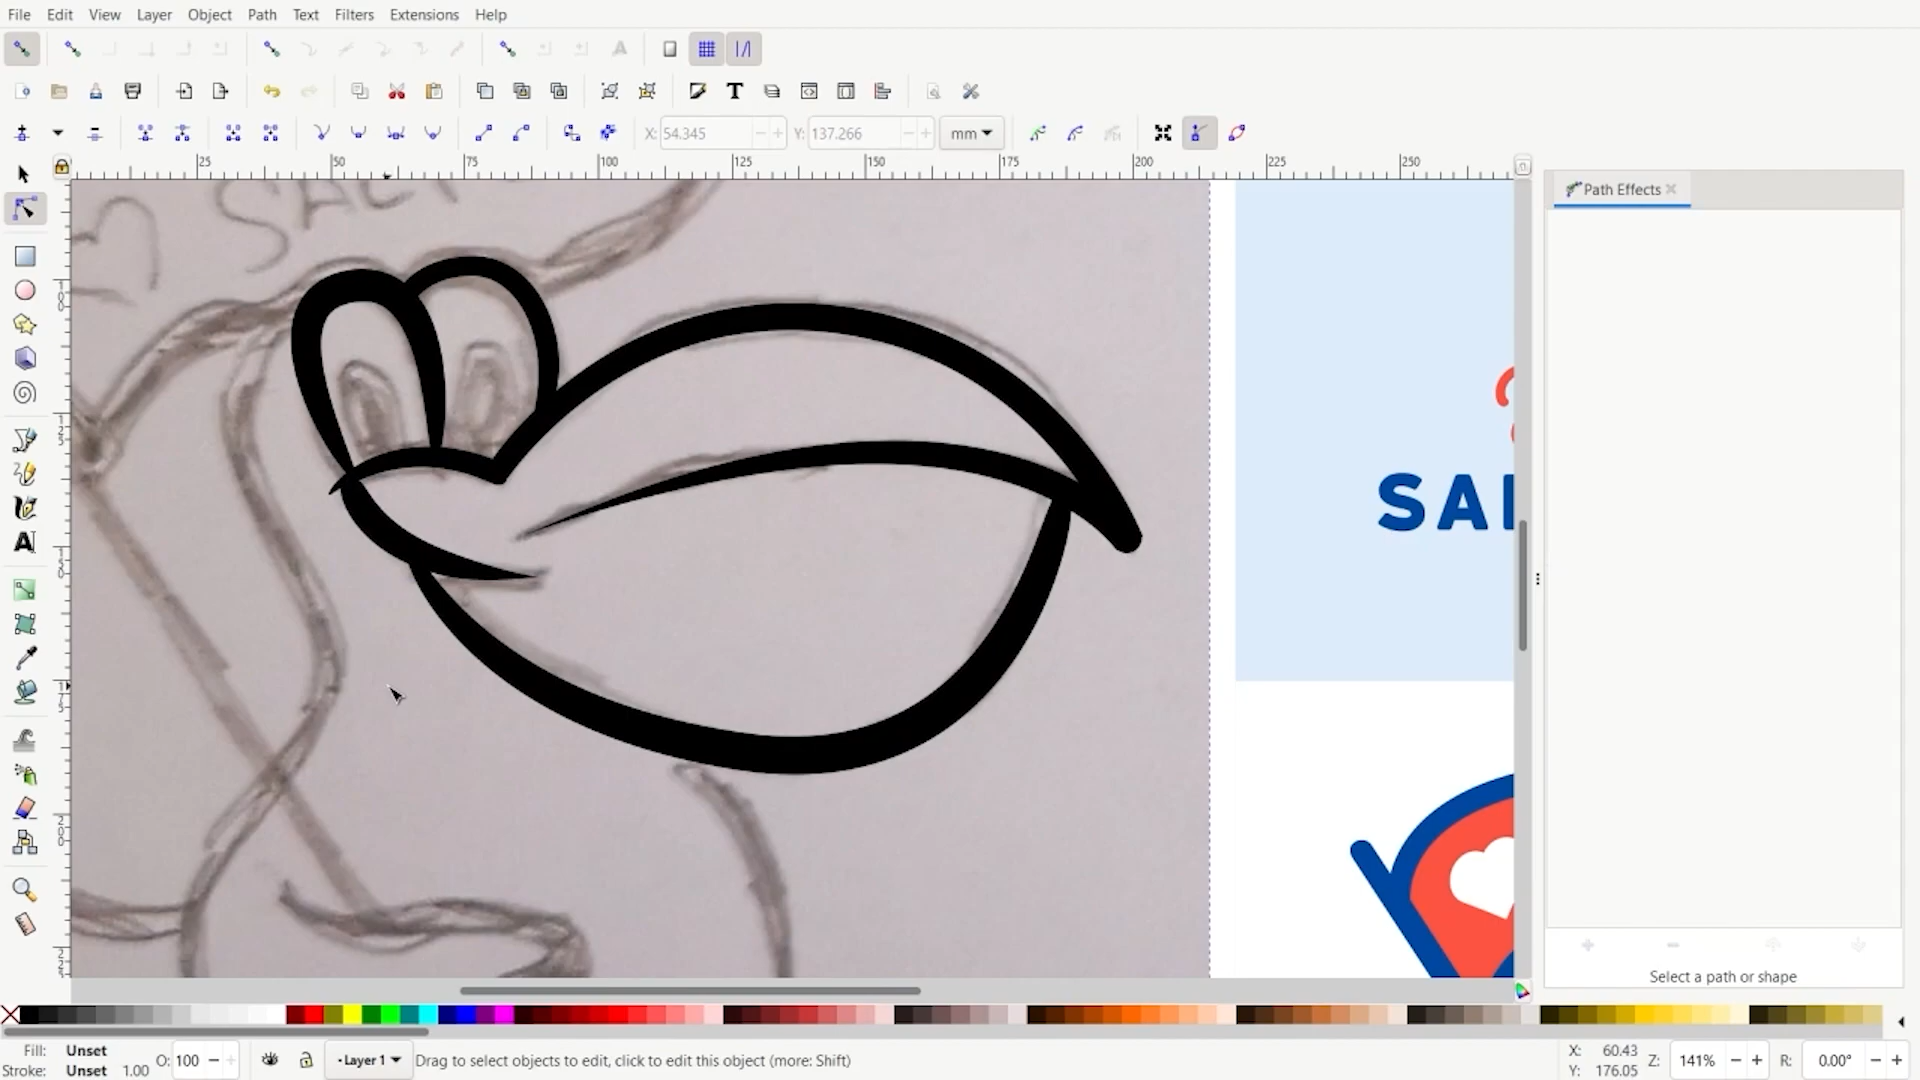 File Edit View Layer Object Path Text Filters Extensions Help
X: 54.345 Y: 137.266 mm
25 50 75 100 125 150 175 200 225 250
Path Effects
SALT
SAL
Select a path or shape
Fill: Unset
Stroke: Unset 1.00
O: 100
Layer 1
Drag to select objects to edit, click to edit this object (more: Shift)
X: 60.43
Y: 176.05
Z: 141%
R: 0.00°